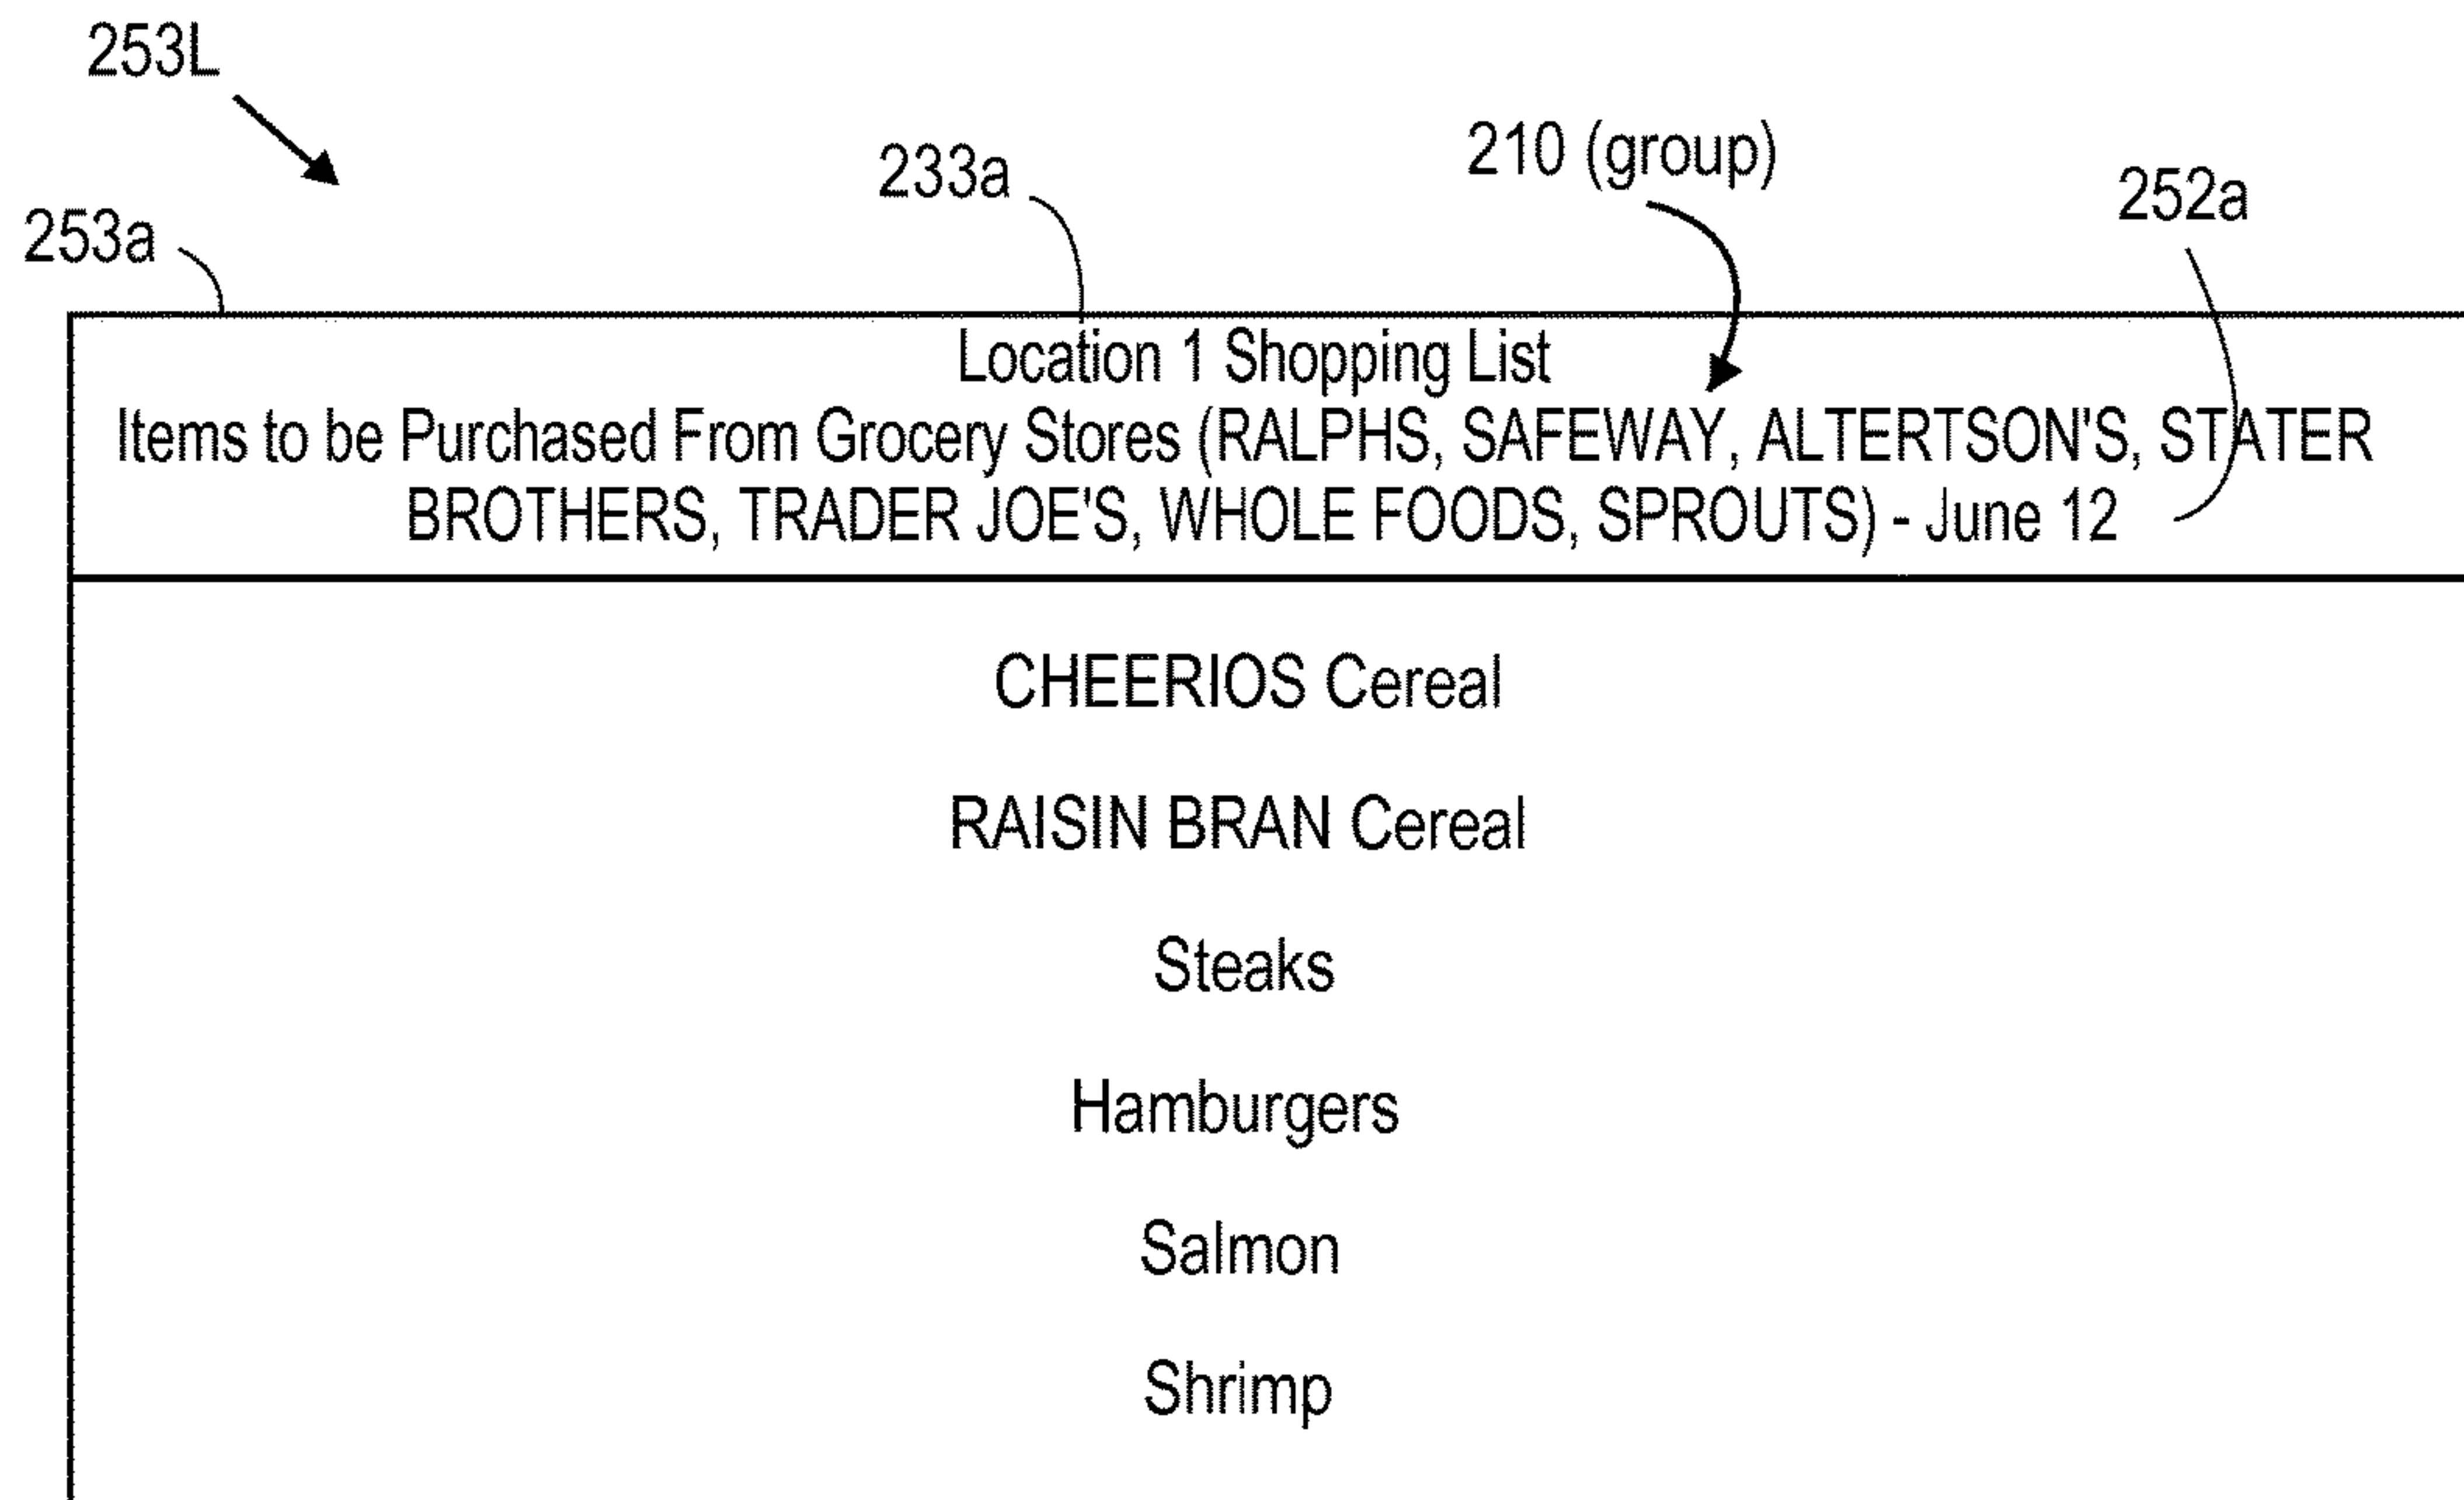 253L
233a
210 (group)
252a
253a
Location 1 Shopping List
Items to be Purchased From Grocery Stores (RALPHS, SAFEWAY, ALTERTSON'S, STATER
BROTHERS, TRADER JOE'S, WHOLE FOODS, SPROUTS) - June 12
CHEERIOS Cereal
RAISIN BRAN Cereal
Steaks
Hamburgers
Salmon
Shrimp